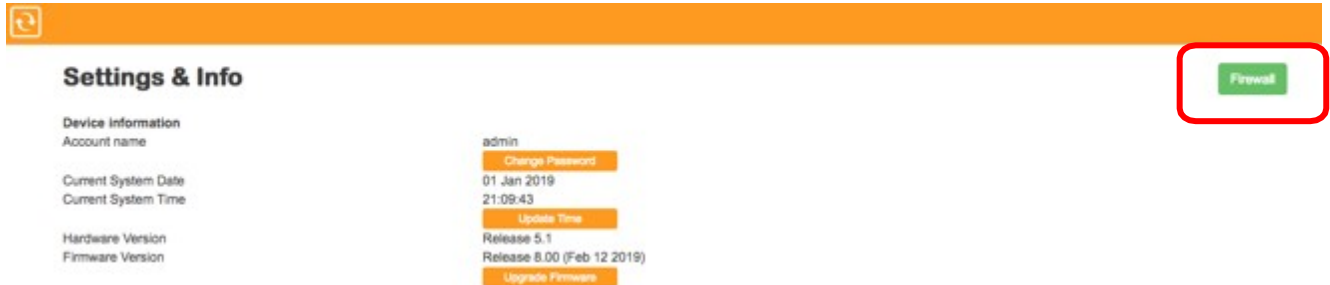 Settings & Info
Firewall
Device information
Account name admin
Change Password
Current System Date 01 Jan 2019
Current System Time 21:09:43
Update Time
Hardware Version Release 5.1
Firmware Version Release 8.00 (Feb 12 2019)
Upgrade Firmware